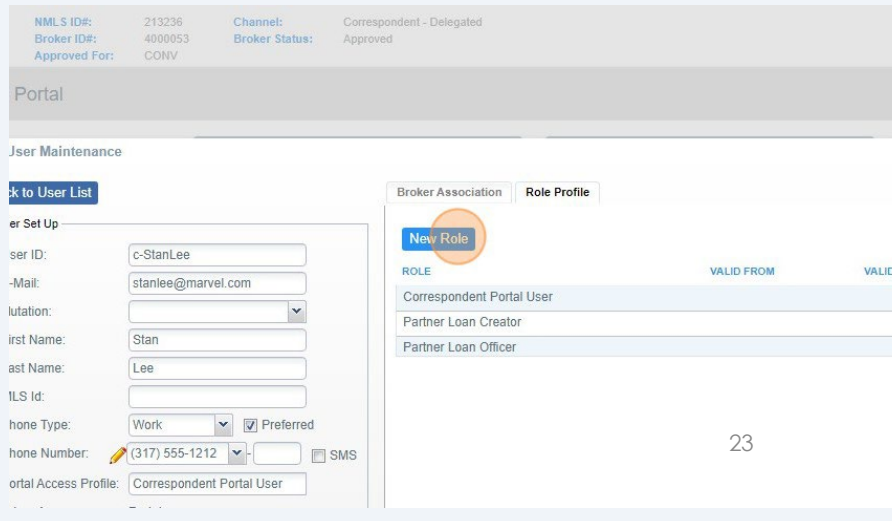 NMLS ID#: 213236 Channel: Correspondent - Delegated
Broker ID#: 4000053 Broker Status: Approved
Approved For: CONV
Portal
User Maintenance
ck to User List
Broker Association Role Profile
er Set Up
New Role
ser ID: c-StanLee
ROLE VALID FROM VALID
-Mail: stanlee@marvel.com
Correspondent Portal User
lutation:
Partner Loan Creator
irst Name: Stan
Partner Loan Officer
ast Name: Lee
MLS Id:
hone Type: Work Preferred
23
hone Number: (317) 555-1212 - SMS
ortal Access Profile: Correspondent Portal User